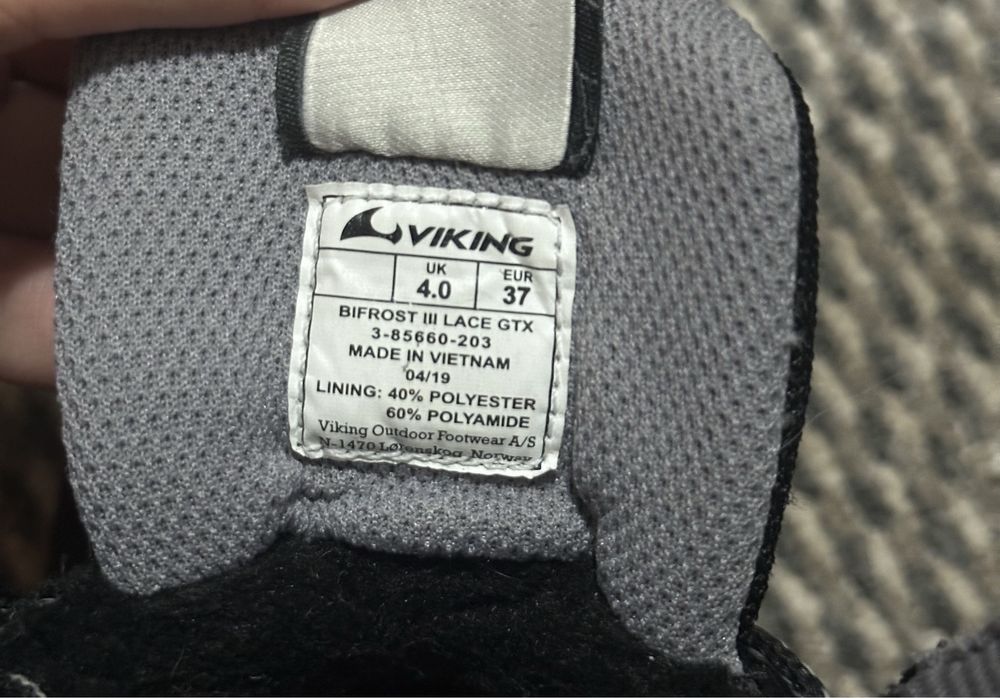 VIKING
UK EUR
4.0 37
BIFROST III LACE GTX
3-85660-203
MADE IN VIETNAM
04/19
LINING: 40% POLYESTER
60% POLYAMIDE
Viking Outdoor Footwear A/S
N-1470 Lørenskog Norway